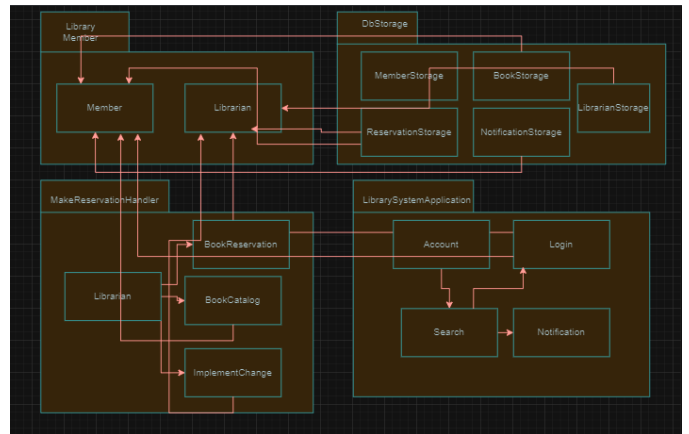 Library
Member
DbStorage
MemberStorage
BookStorage
Member
Librarian
LibrarianStorage
ReservationStorage
NotificationStorage
MakeReservationHandler
LibrarySystemApplication
BookReservation
Account
Login
Librarian
BookCatalog
Search
Notification
ImplementChange